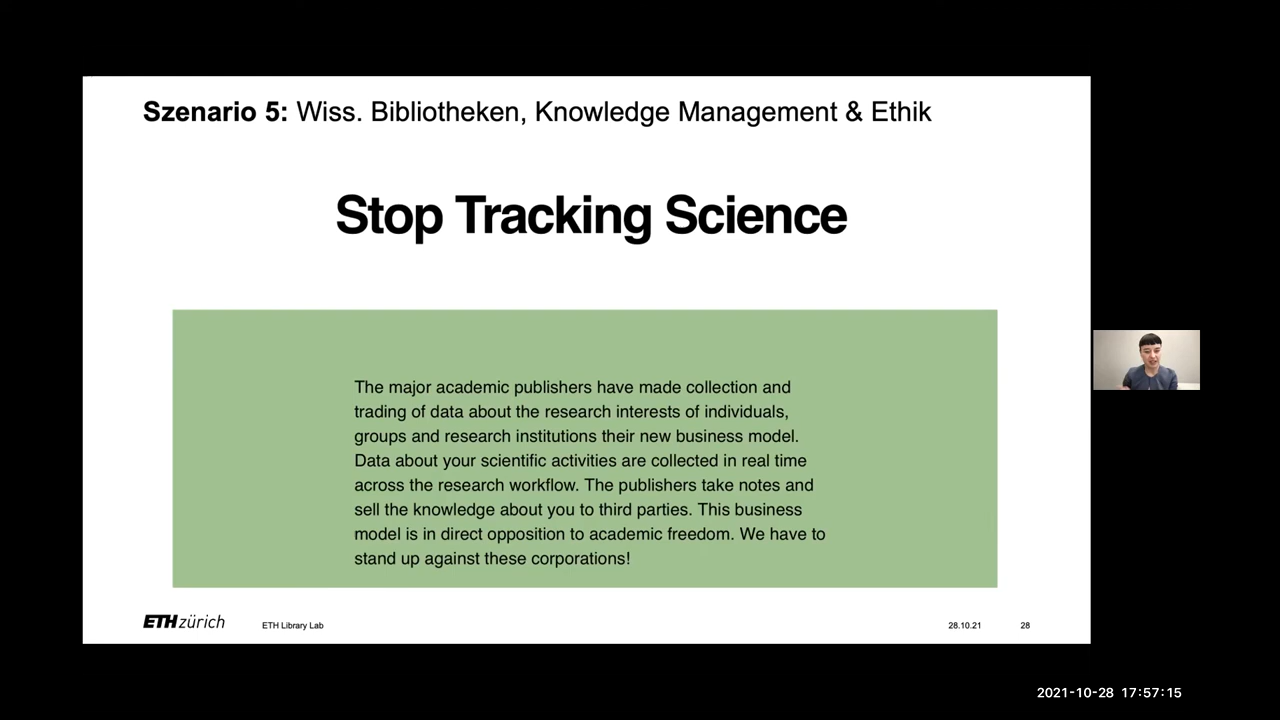 Szenario 5: Wiss. Bibliotheken, Knowledge Management & Ethik
Stop Tracking Science
The major academic publishers have made collection and
trading of data about the research interests of individuals,
groups and research institutions their new business model.
Data about your scientific activities are collected in real time
across the research workflow. The publishers take notes and
sell the knowledge about you to third parties. This business
model is in direct opposition to academic freedom. We have to
stand up against these corporations!
ETH zürich
ETH Library Lab
28.10.21
28
2021-10-28 17:57:15